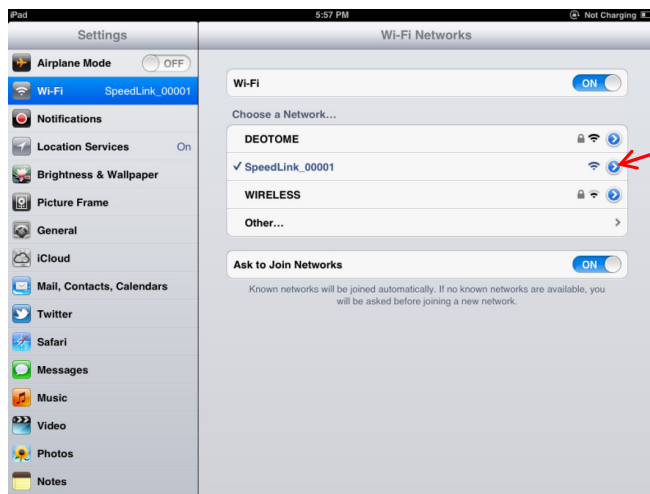 iPad
5:57 PM
Not Charging
Settings
Wi-Fi Networks
Airplane Mode OFF
Wi-Fi SpeedLink_00001
Notifications
Location Services On
Brightness & Wallpaper
Picture Frame
General
iCloud
Mail, Contacts, Calendars
Twitter
Safari
Messages
Music
Video
Photos
Notes
Wi-Fi ON
Choose a Network...
DEOTOME
SpeedLink_00001
WIRELESS
Other...
Ask to Join Networks ON
Known networks will be joined automatically. If no known networks are available, you
will be asked before joining a new network.